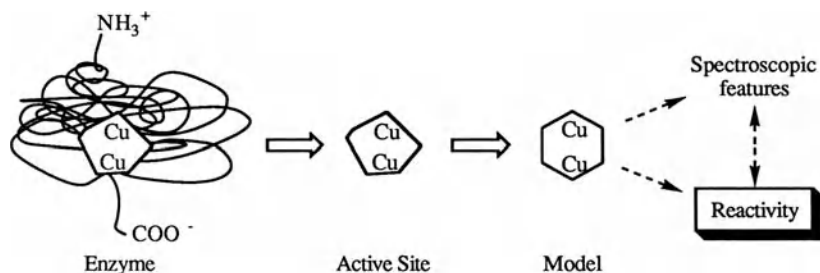 NH₃⁺
Cu
Cu
COO⁻
Enzyme
Cu
Cu
Active Site
Cu
Cu
Model
Spectroscopic
features
Reactivity